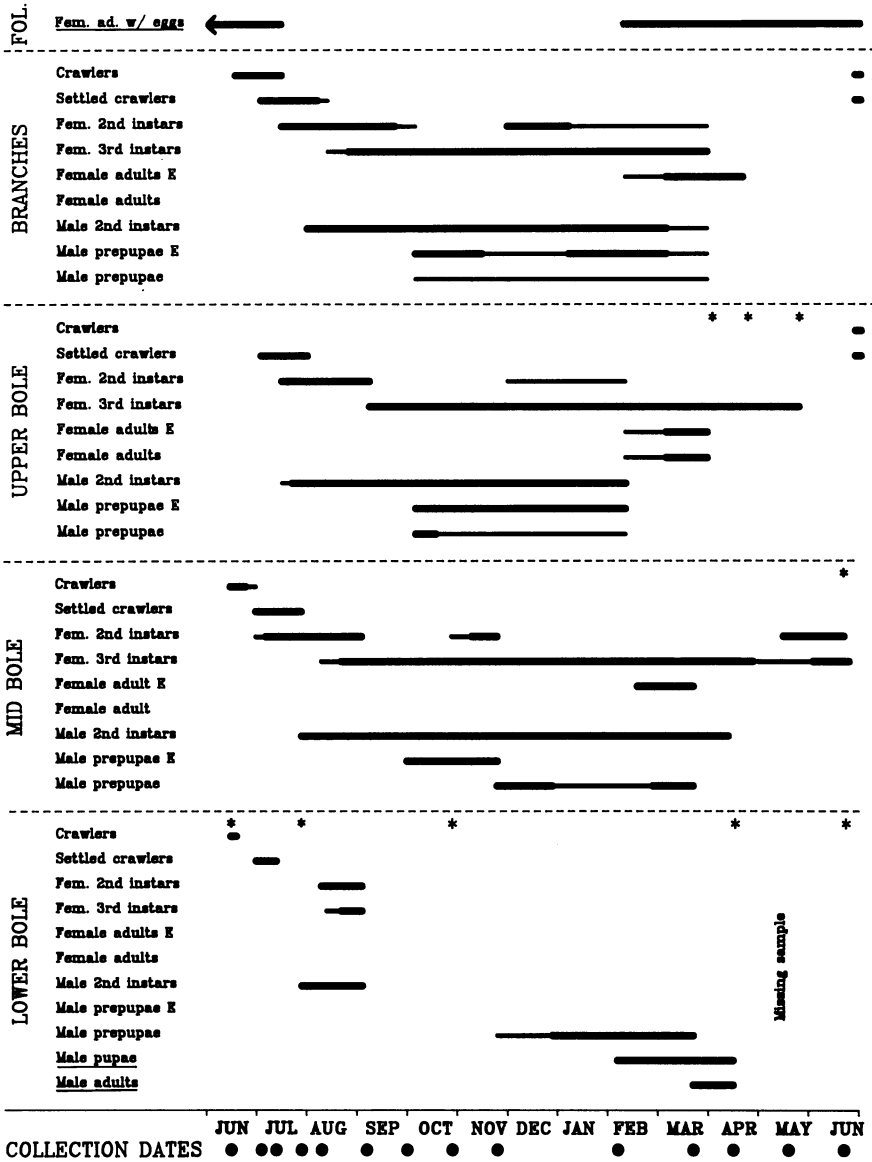 FOL.
Fem. ad. w/ eggs
BRANCHES
Crawlers
Settled crawlers
Fem. 2nd instars
Fem. 3rd instars
Female adults E
Female adults
Male 2nd instars
Male prepupae E
Male prepupae
UPPER BOLE
* * *
Crawlers
Settled crawlers
Fem. 2nd instars
Fem. 3rd instars
Female adults E
Female adults
Male 2nd instars
Male prepupae E
Male prepupae
MID BOLE
*
Crawlers
Settled crawlers
Fem. 2nd instars
Fem. 3rd instars
Female adult E
Female adult
Male 2nd instars
Male prepupae E
Male prepupae
LOWER BOLE
* * * * *
Crawlers
Settled crawlers
Fem. 2nd instars
Fem. 3rd instars
Female adults E
Female adults
Male 2nd instars
Male prepupae E
Male prepupae
Male pupae
Male adults
Missing sample
JUN JUL AUG SEP OCT NOV DEC JAN FEB MAR APR MAY JUN
COLLECTION DATES